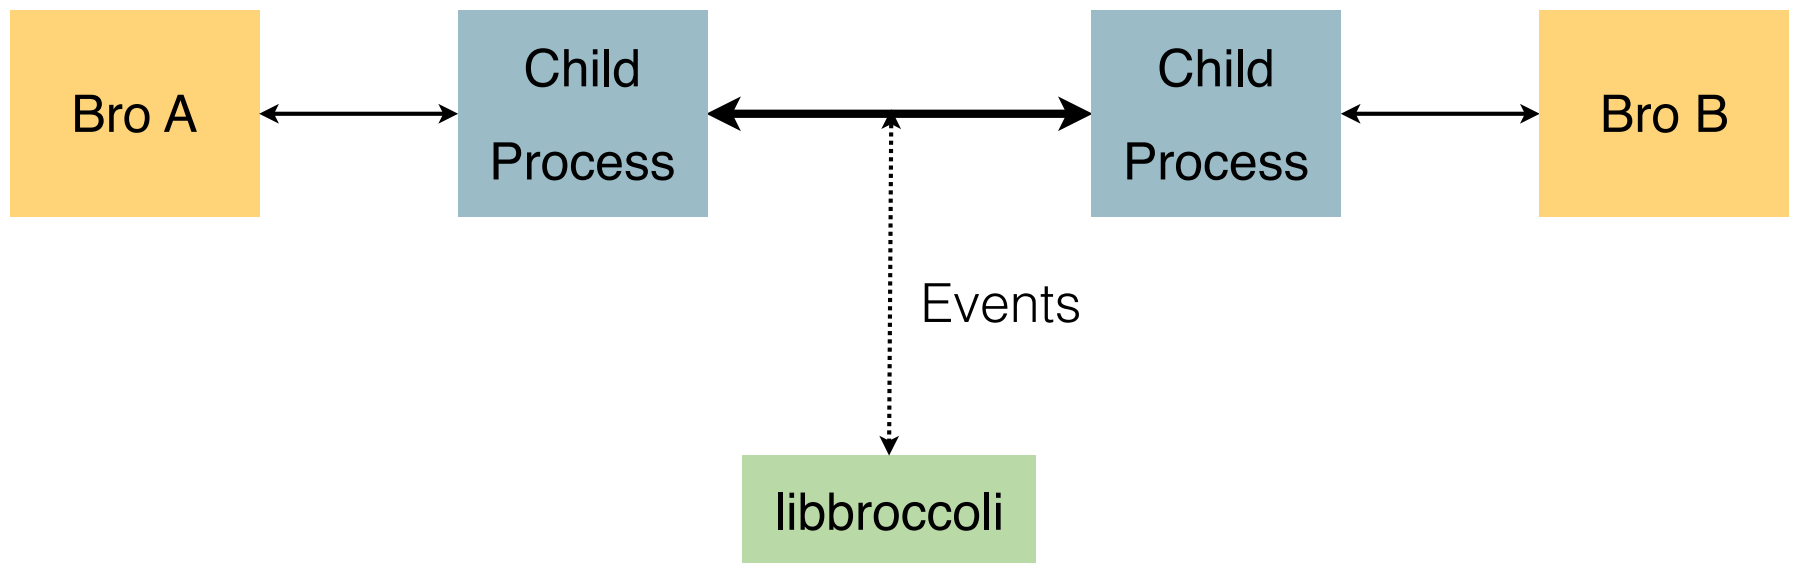 Bro A
Child
Process
Child
Process
Bro B
Events
libbroccoli